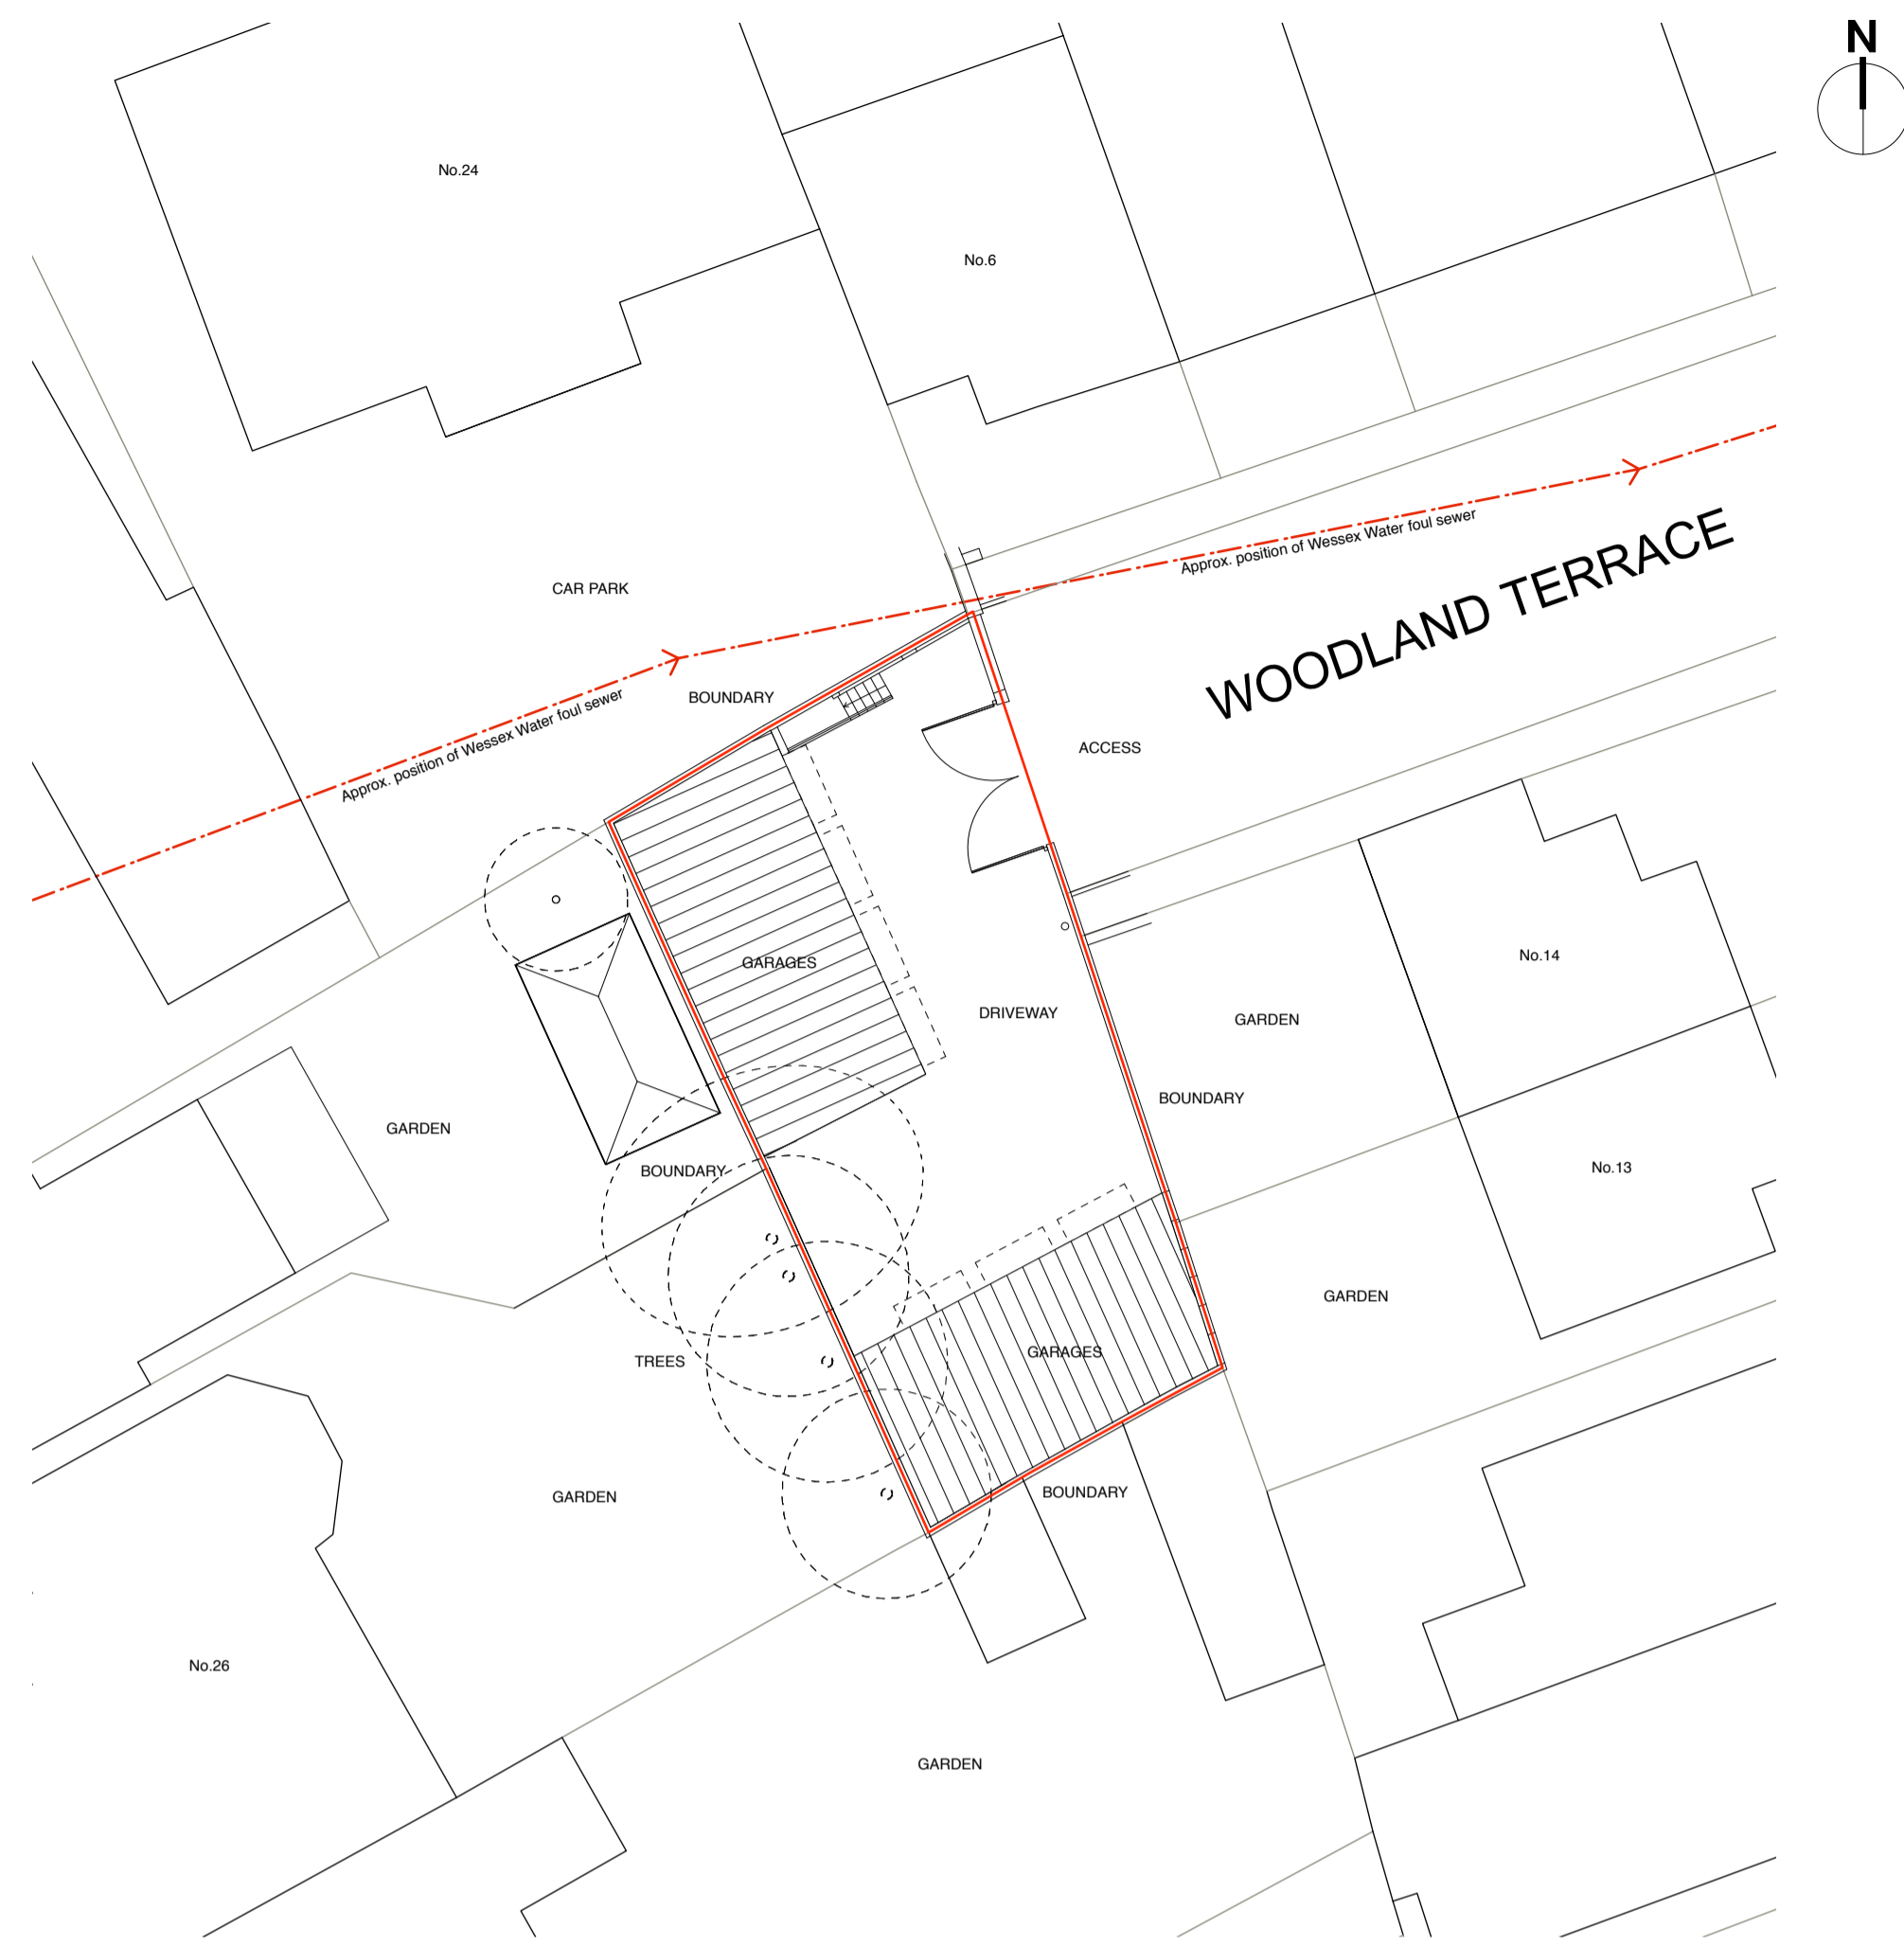 N
No.24
No.6
Approx. position of Wessex Water foul sewer
WOODLAND TERRACE
CAR PARK
BOUNDARY
Approx. position of Wessex Water foul sewer
ACCESS
GARAGES
No.14
DRIVEWAY
GARDEN
BOUNDARY
GARDEN
BOUNDARY
No.13
GARDEN
GARAGES
TREES
BOUNDARY
GARDEN
No.26
GARDEN